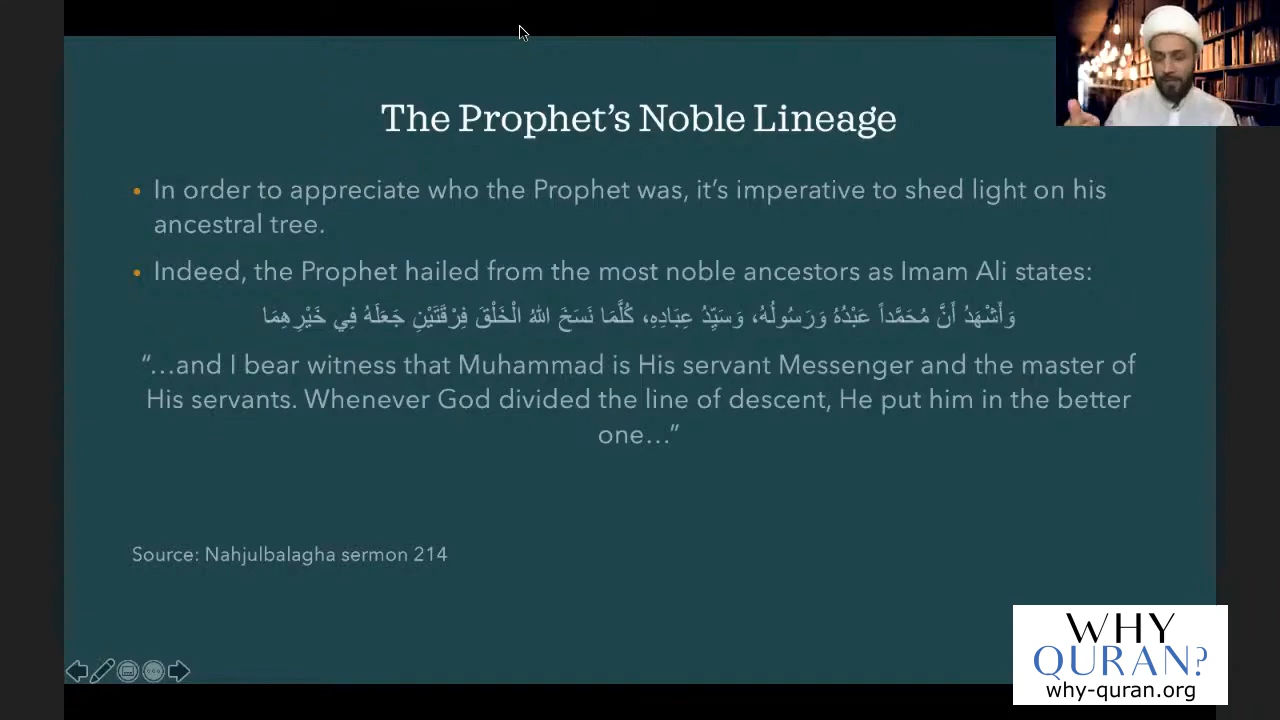 The Prophet's Noble Lineage
• In order to appreciate who the Prophet was, it's imperative to shed light on his
ancestral tree.
• Indeed, the Prophet hailed from the most noble ancestors as Imam Ali states:
وَأَشْهَدُ أَنَّ مُحَمَّداً عَبْدُهُ وَرَسُولُهُ، وَسَيِّدُ عِبَادِهِ، كُلَّمَا نَسَخَ اللهُ الْخَلْقَ فِرْقَتَيْنِ جَعَلَهُ فِي خَيْرِهِمَا
“…and I bear witness that Muhammad is His servant Messenger and the master of
His servants. Whenever God divided the line of descent, He put him in the better
one…”
Source: Nahjulbalagha sermon 214
WHY
QURAN?
why-quran.org